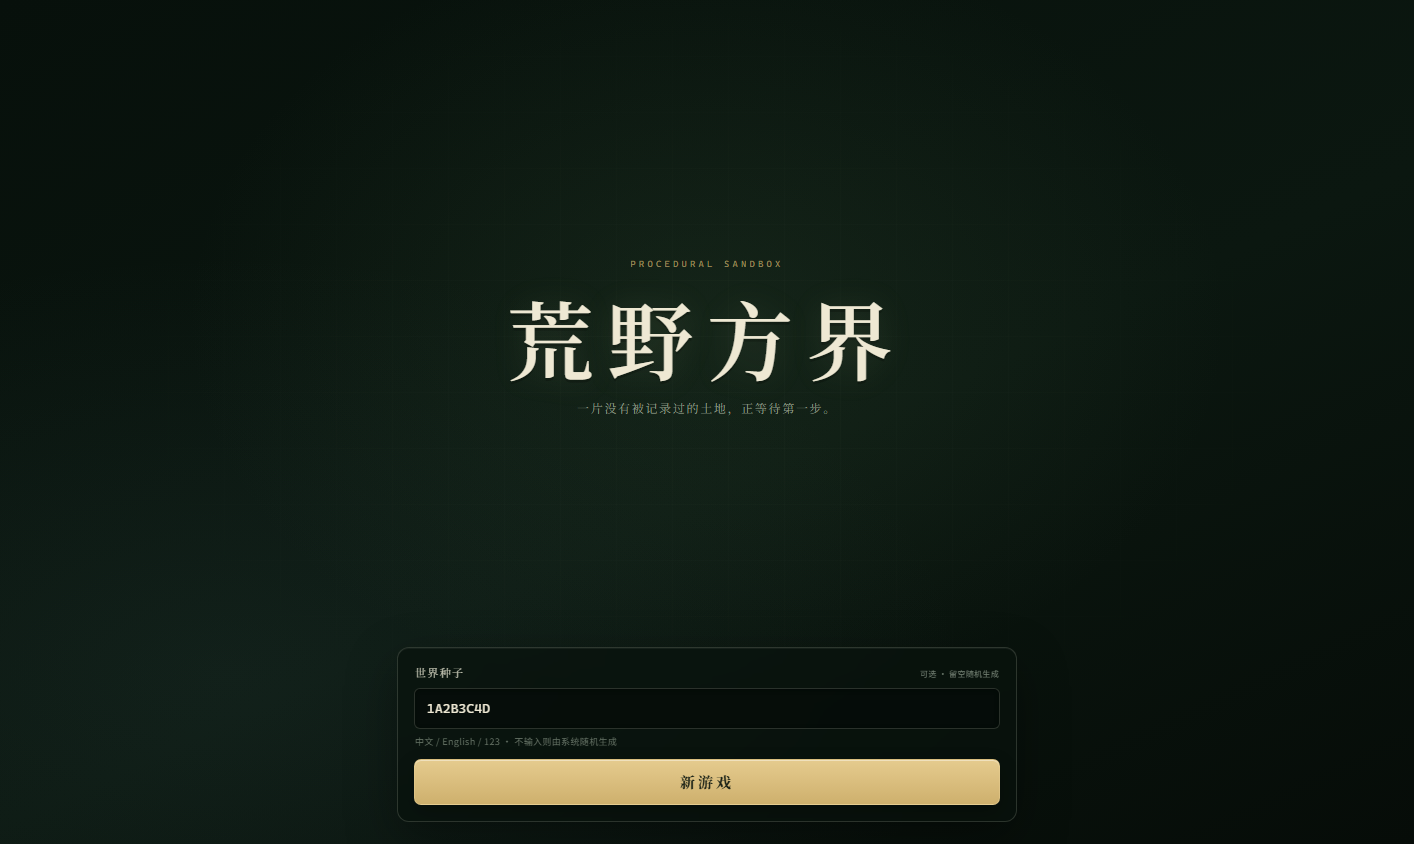 PROCEDURAL SANDBOX
荒野方界
一片没有被记录过的土地，正等待第一步。
世界种子
可选 · 留空随机生成
1A2B3C4D
中文 / English / 123 · 不输入则由系统随机生成
新游戏